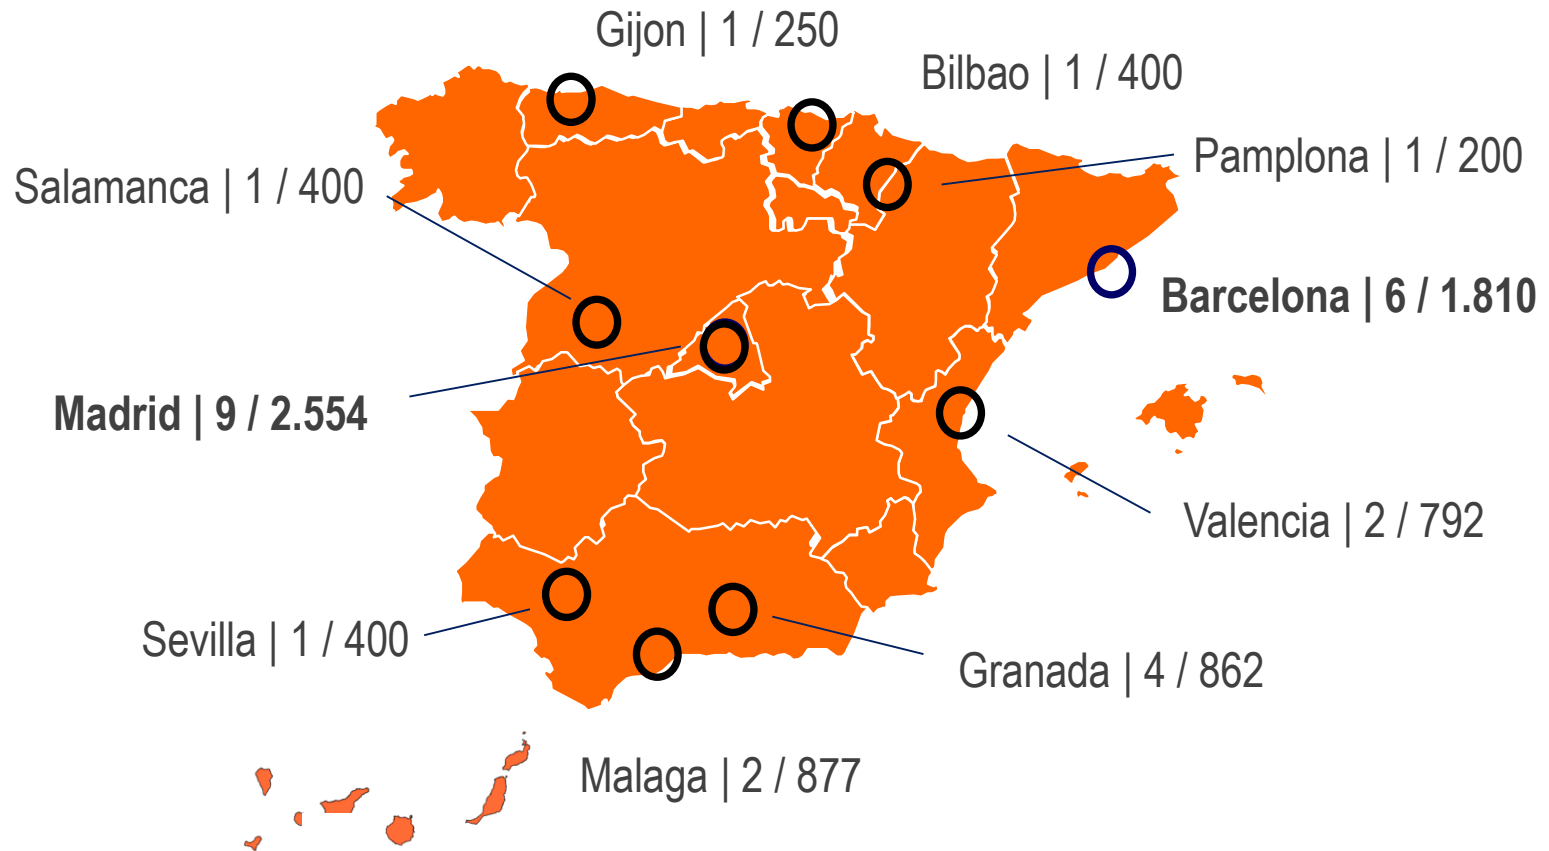 Gijon | 1 / 250
Bilbao | 1 / 400
Pamplona | 1 / 200
Salamanca | 1 / 400
Barcelona | 6 / 1.810
Madrid | 9 / 2.554
Valencia | 2 / 792
Sevilla | 1 / 400
Granada | 4 / 862
Malaga | 2 / 877